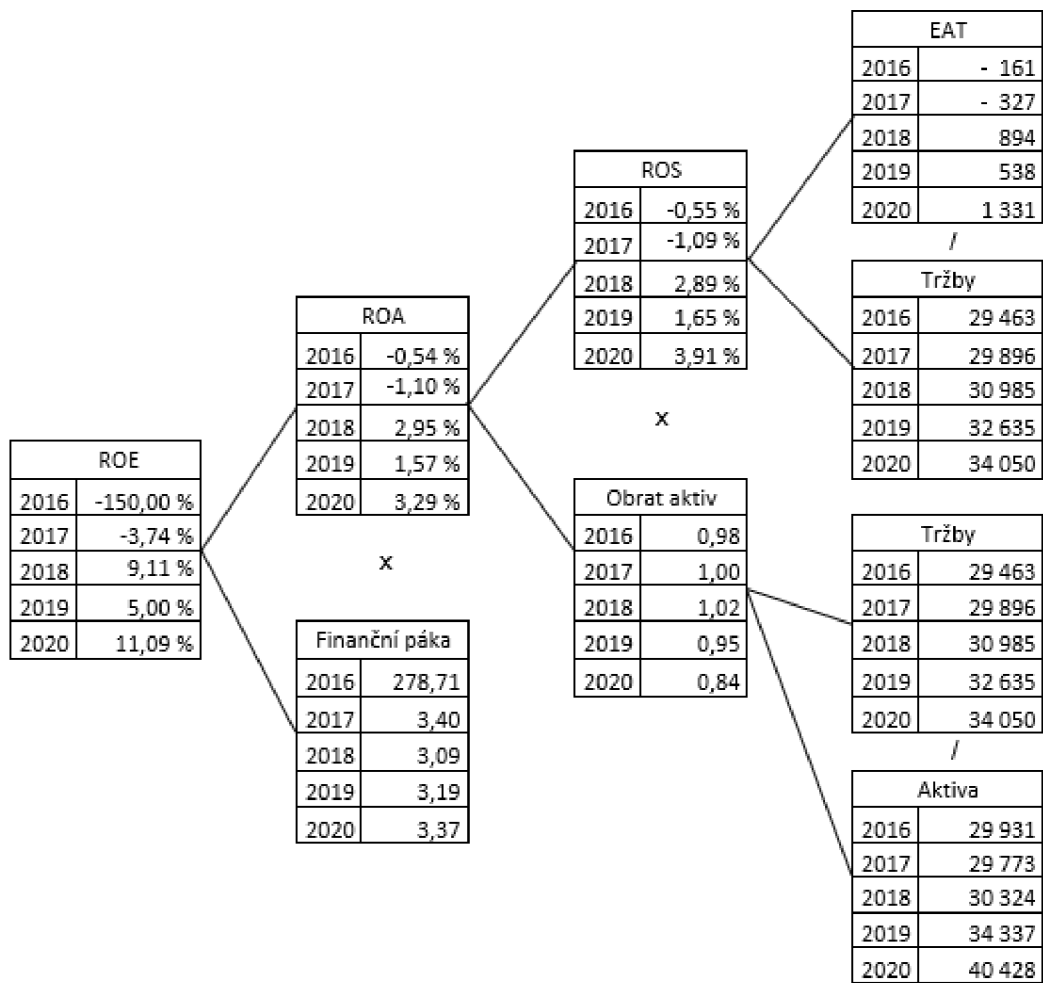 EAT
2016 - 161
2017 - 327
2018 894
2019 538
2020 1 331
/
Tržby
2016 29 463
2017 29 896
2018 30 985
2019 32 635
2020 34 050
ROS
2016 -0,55 %
2017 -1,09 %
2018 2,89 %
2019 1,65 %
2020 3,91 %
x
Obrat aktiv
2016 0,98
2017 1,00
2018 1,02
2019 0,95
2020 0,84
Tržby
2016 29 463
2017 29 896
2018 30 985
2019 32 635
2020 34 050
/
Aktiva
2016 29 931
2017 29 773
2018 30 324
2019 34 337
2020 40 428
ROA
2016 -0,54 %
2017 -1,10 %
2018 2,95 %
2019 1,57 %
2020 3,29 %
x
Finanční páka
2016 278,71
2017 3,40
2018 3,09
2019 3,19
2020 3,37
ROE
2016 -150,00 %
2017 -3,74 %
2018 9,11 %
2019 5,00 %
2020 11,09 %